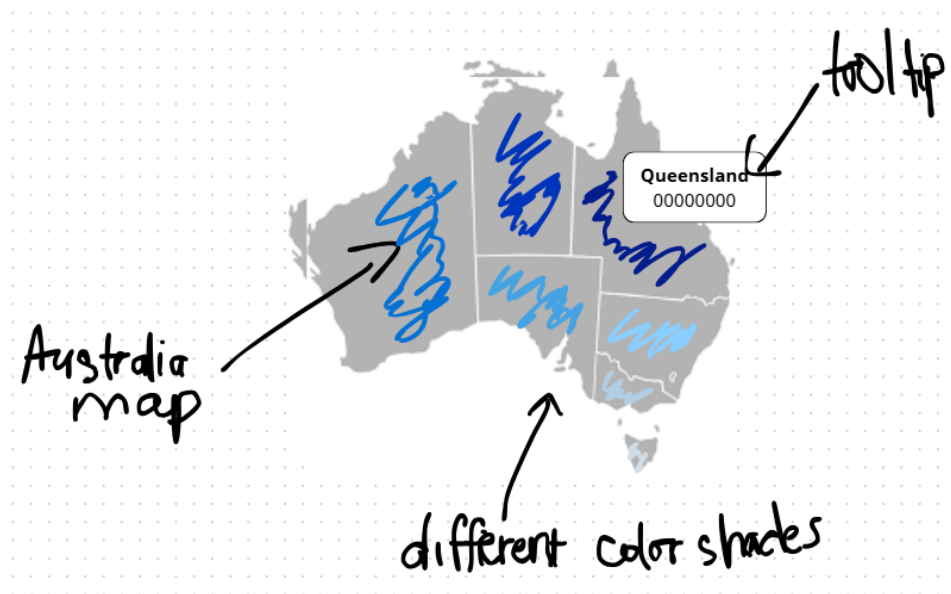 tooltip
Queensland
00000000
Australia
map
different color shades